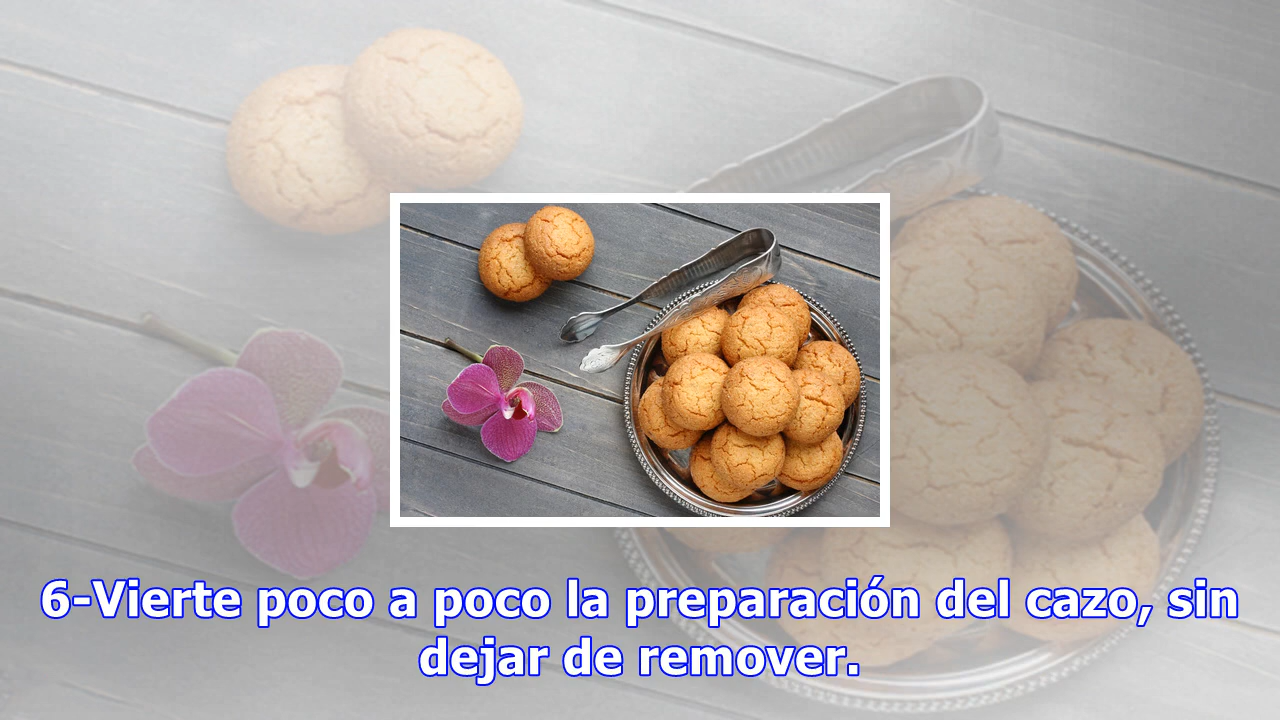 6-Vierte poco a poco la preparación del cazo, sin
dejar de remover.